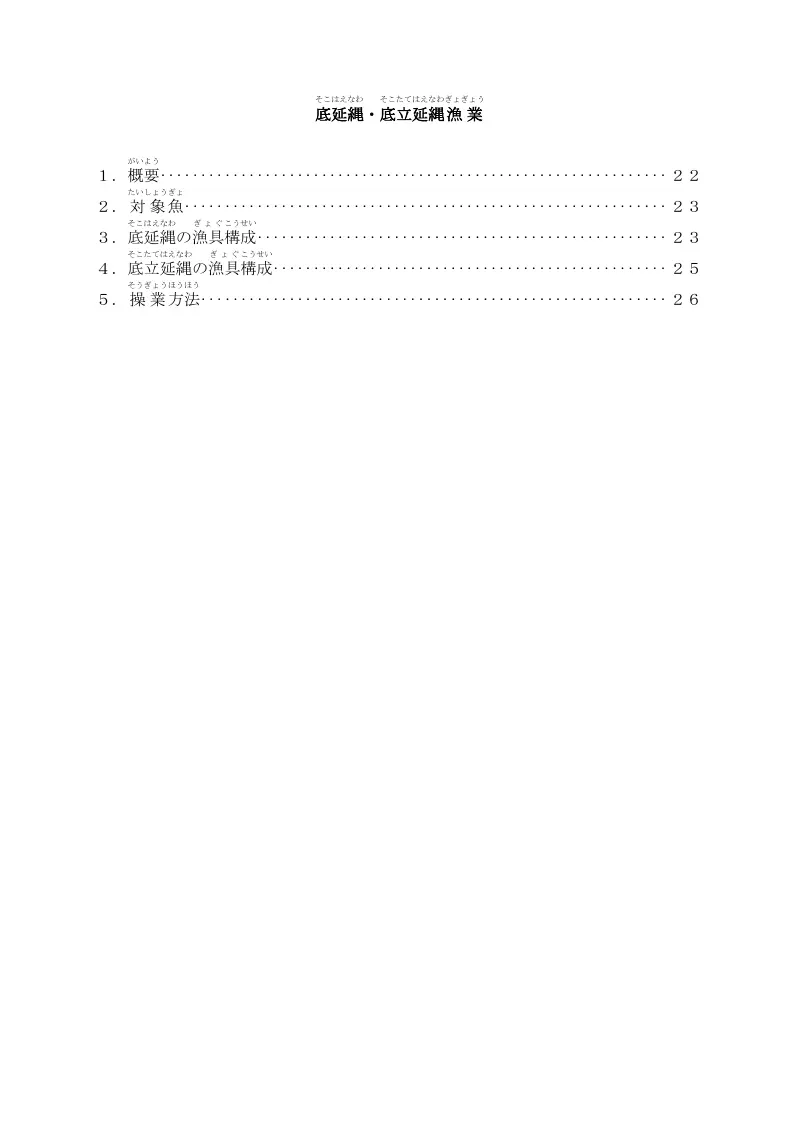 そこはえなわ そこたてはえなわぎょぎょう
底延縄・底立延縄漁業
がいよう
１．概要‥‥‥‥‥‥‥‥‥‥‥‥‥‥‥‥‥‥‥‥‥‥‥‥‥‥‥‥‥‥‥‥２２
たいしょうぎょ
２．対象魚‥‥‥‥‥‥‥‥‥‥‥‥‥‥‥‥‥‥‥‥‥‥‥‥‥‥‥‥‥‥２３
そこはえなわ ぎょぐこうせい
３．底延縄の漁具構成‥‥‥‥‥‥‥‥‥‥‥‥‥‥‥‥‥‥‥‥‥‥‥‥‥２３
そこたてはえなわ ぎょぐこうせい
４．底立延縄の漁具構成‥‥‥‥‥‥‥‥‥‥‥‥‥‥‥‥‥‥‥‥‥‥‥‥２５
そうぎょうほうほう
５．操業方法‥‥‥‥‥‥‥‥‥‥‥‥‥‥‥‥‥‥‥‥‥‥‥‥‥‥‥‥‥２６